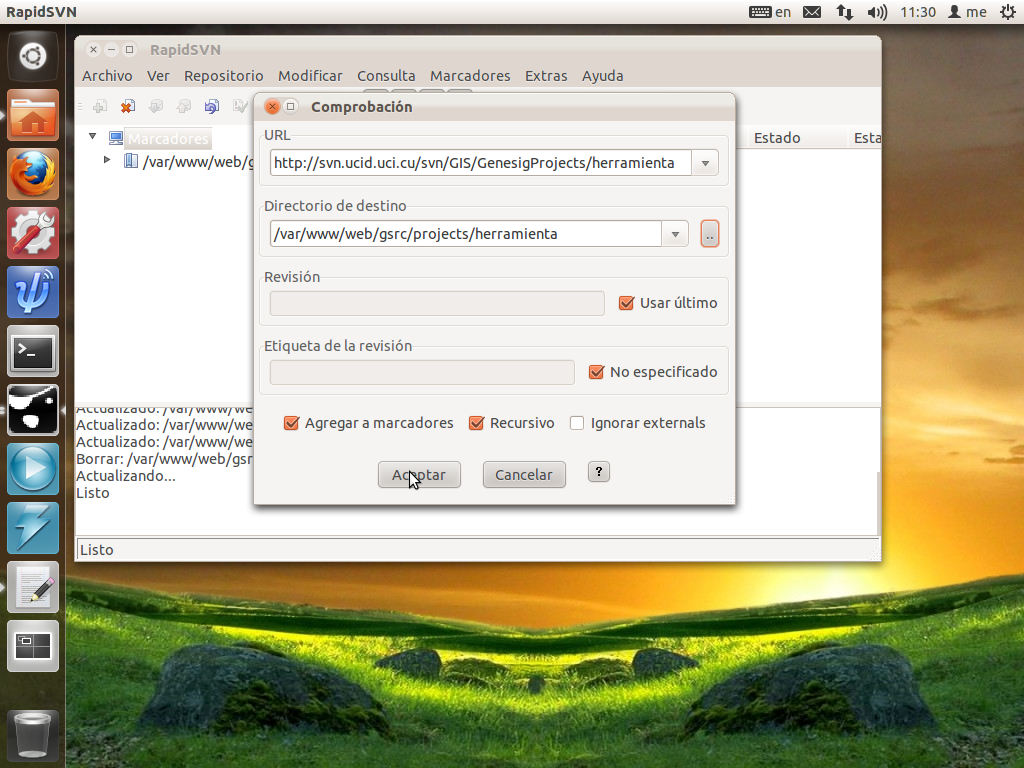 RapidSVN
en
11:30
me
RapidSVN
Archivo Ver Repositorio Modificar Consulta Marcadores Extras Ayuda
Comprobación
Marcadores
/var/www/web/g
Estado
Esta
URL
http://svn.ucid.uci.cu/svn/GIS/GenesigProjects/herramienta
Directorio de destino
/var/www/web/gsrc/projects/herramienta
..
Revisión
Usar último
Etiqueta de la revisión
No especificado
Agregar a marcadores Recursivo Ignorar externals
Aceptar Cancelar ?
Actualizado: /var/www/we
Actualizado: /var/www/we
Actualizado: /var/www/we
Borrar: /var/www/web/gsr
Actualizando...
Listo
Listo